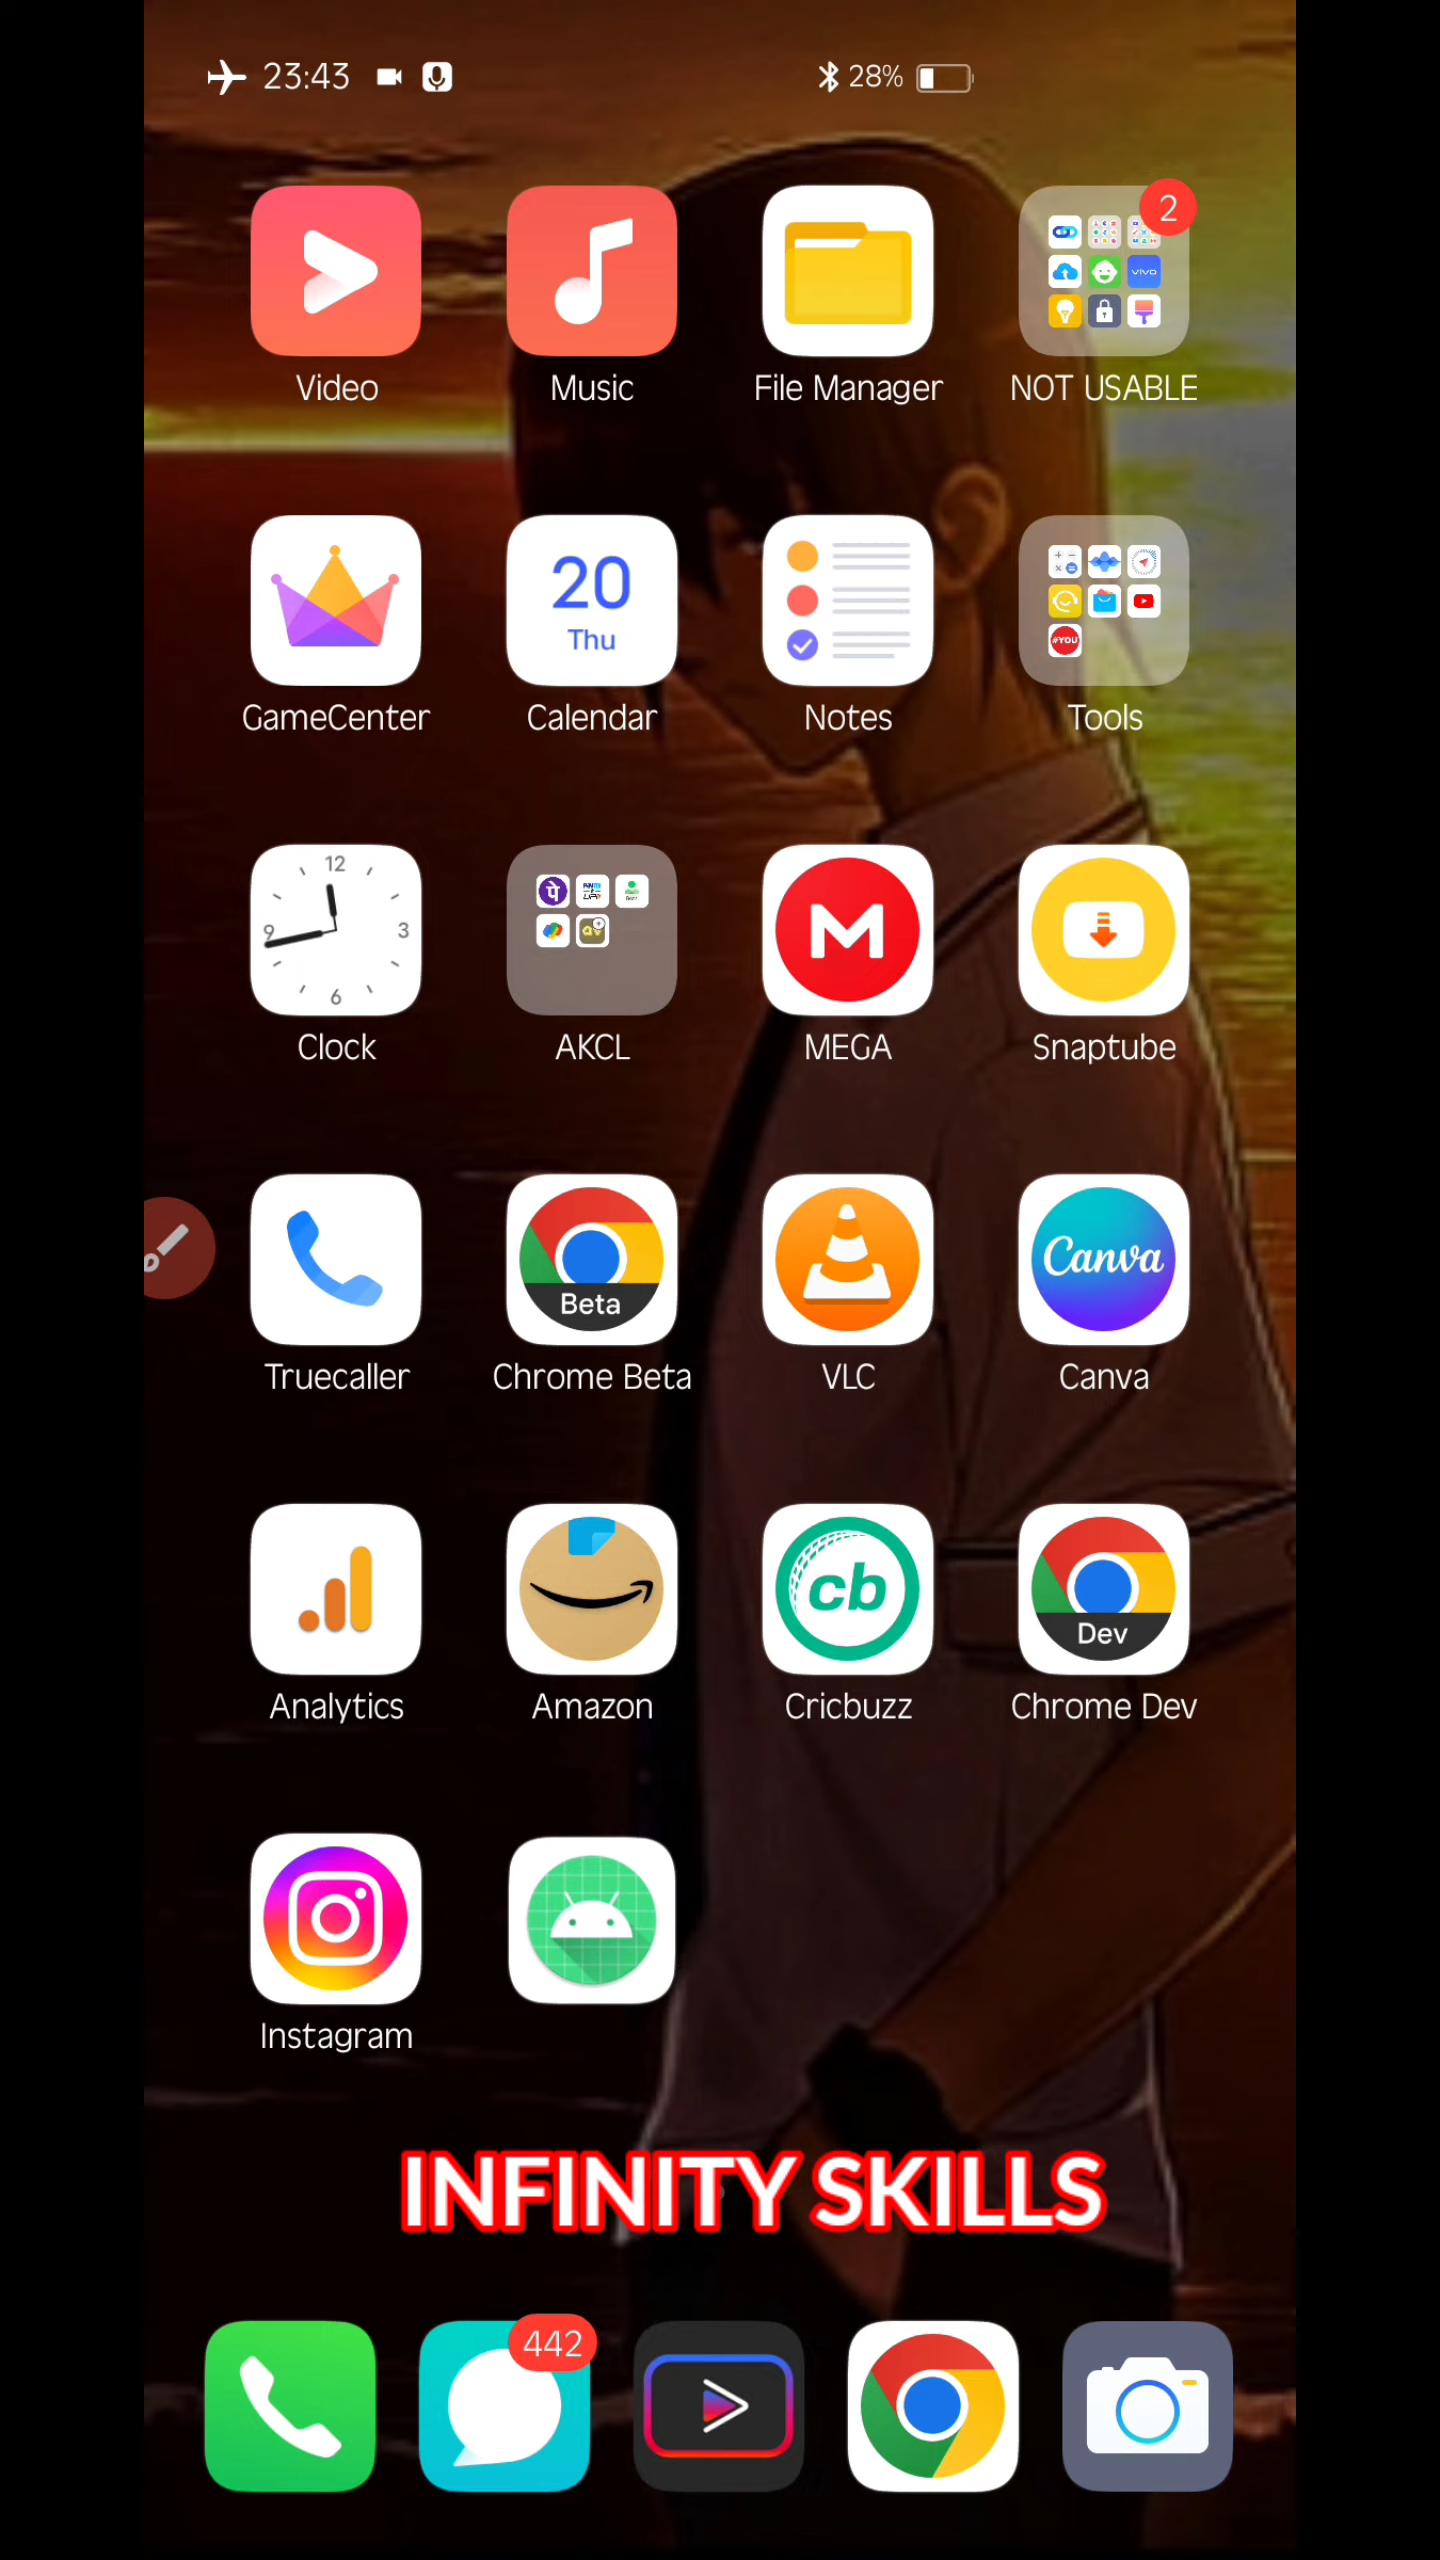 23:43 28%
2
vivo
Video Music File Manager NOT USABLE
20
Thu
#YOU
GameCenter Calendar Notes Tools
12
9 3
6
पे
M
Clock AKCL MEGA Snaptube
Beta
Canva
Truecaller Chrome Beta VLC Canva
cb
Dev
Analytics Amazon Cricbuzz Chrome Dev
Instagram
INFINITY SKILLS
442